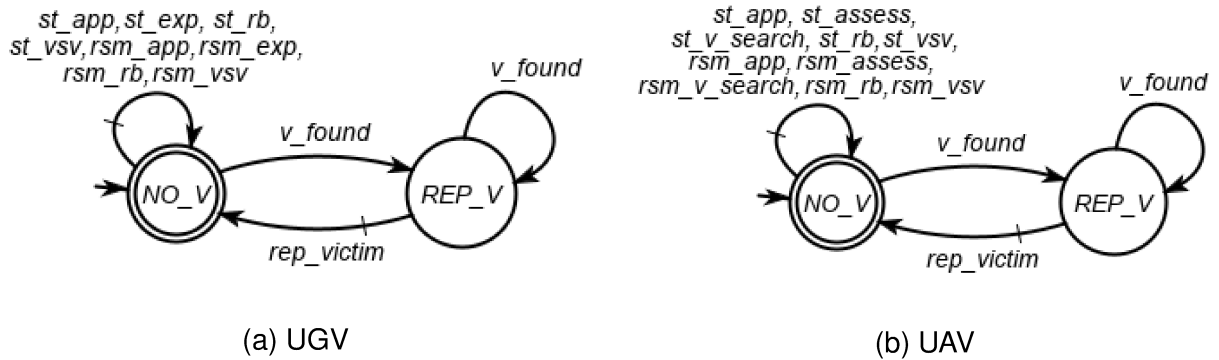 st_app, st_exp, st_rb,
st_vsv, rsm_app, rsm_exp,
rsm_rb, rsm_vsv
v_found
v_found
NO_V
REP_V
rep_victim
(a) UGV
st_app, st_assess,
st_v_search, st_rb, st_vsv,
rsm_app, rsm_assess,
rsm_v_search, rsm_rb, rsm_vsv
v_found
v_found
NO_V
REP_V
rep_victim
(b) UAV